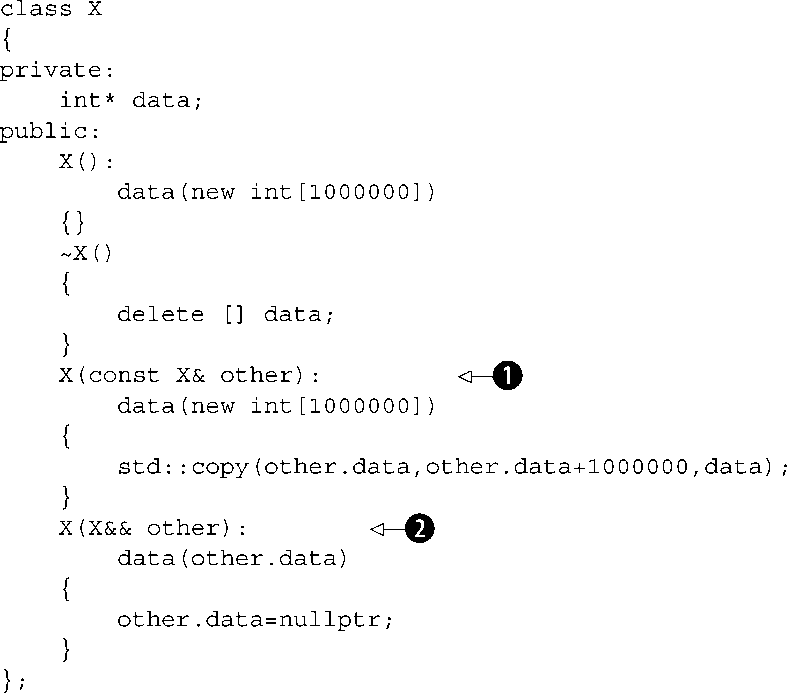 class X
{
private:
    int* data;
public:
    X():
        data(new int[1000000])
    {}
    ~X()
    {
        delete [] data;
    }
    X(const X& other): 1
        data(new int[1000000])
    {
        std::copy(other.data,other.data+1000000,data);
    }
    X(X&& other): 2
        data(other.data)
    {
        other.data=nullptr;
    }
};